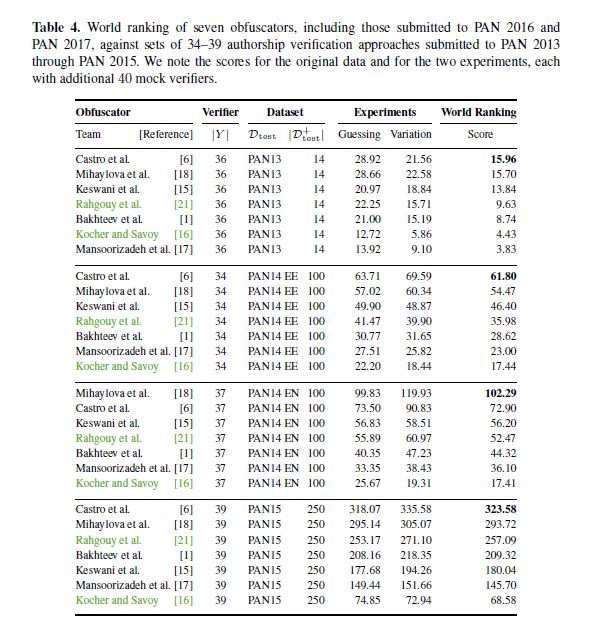 Table 4. World ranking of seven obfuscators, including those submitted to PAN 2016 and
PAN 2017, against sets of 34–39 authorship verification approaches submitted to PAN 2013
through PAN 2015. We note the scores for the original data and for the two experiments, each
with additional 40 mock verifiers.
Obfuscator Verifier Dataset Experiments World Ranking
Team [Reference] |Y| D_test |D+_test| Guessing Variation Score
Castro et al. [6] 36 PAN13 14 28.92 21.56 15.96
Mihaylova et al. [18] 36 PAN13 14 28.66 22.58 15.70
Keswani et al. [15] 36 PAN13 14 20.97 18.84 13.84
Rahgouy et al. [21] 36 PAN13 14 22.25 15.71 9.63
Bakhteev et al. [1] 36 PAN13 14 21.00 15.19 8.74
Kocher and Savoy [16] 36 PAN13 14 12.72 5.86 4.43
Mansoorizadeh et al. [17] 36 PAN13 14 13.92 9.10 3.83
Castro et al. [6] 34 PAN14 EE 100 63.71 69.59 61.80
Mihaylova et al. [18] 34 PAN14 EE 100 57.02 60.34 54.47
Keswani et al. [15] 34 PAN14 EE 100 49.90 48.87 46.40
Rahgouy et al. [21] 34 PAN14 EE 100 41.47 39.90 35.98
Bakhteev et al. [1] 34 PAN14 EE 100 30.77 31.65 28.62
Mansoorizadeh et al. [17] 34 PAN14 EE 100 27.51 25.82 23.00
Kocher and Savoy [16] 34 PAN14 EE 100 22.20 18.44 17.44
Mihaylova et al. [18] 37 PAN14 EN 100 99.83 119.93 102.29
Castro et al. [6] 37 PAN14 EN 100 73.50 90.83 72.90
Keswani et al. [15] 37 PAN14 EN 100 56.83 58.51 56.20
Rahgouy et al. [21] 37 PAN14 EN 100 55.89 60.97 52.47
Bakhteev et al. [1] 37 PAN14 EN 100 40.35 47.23 44.32
Mansoorizadeh et al. [17] 37 PAN14 EN 100 33.35 38.43 36.10
Kocher and Savoy [16] 37 PAN14 EN 100 25.67 19.31 17.41
Castro et al. [6] 39 PAN15 250 318.07 335.58 323.58
Mihaylova et al. [18] 39 PAN15 250 295.14 305.07 293.72
Rahgouy et al. [21] 39 PAN15 250 253.17 271.10 257.09
Bakhteev et al. [1] 39 PAN15 250 208.16 218.35 209.32
Keswani et al. [15] 39 PAN15 250 177.68 194.26 180.04
Mansoorizadeh et al. [17] 39 PAN15 250 149.44 151.66 145.70
Kocher and Savoy [16] 39 PAN15 250 74.85 72.94 68.58